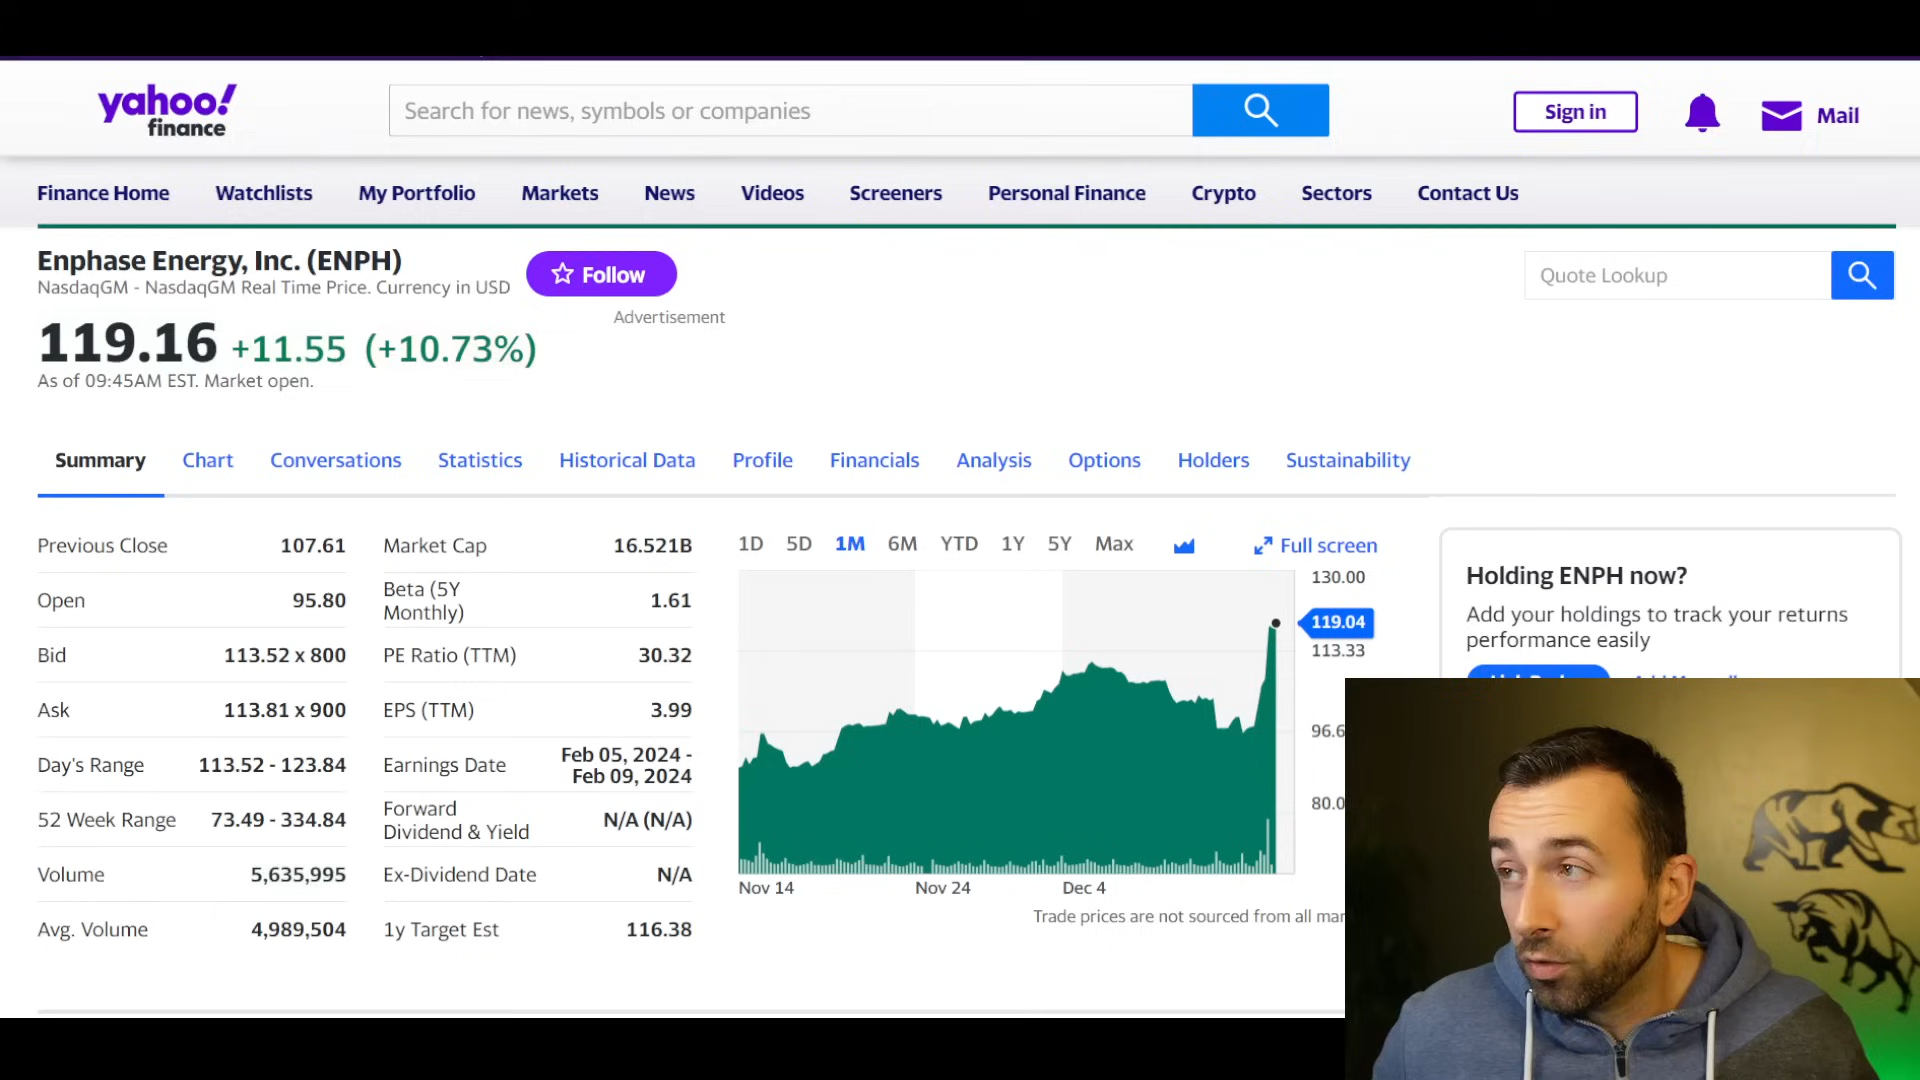 yahoo!
finance
Search for news, symbols or companies
Sign in
Mail
Finance Home Watchlists My Portfolio Markets News Videos Screeners Personal Finance Crypto Sectors Contact Us
Enphase Energy, Inc. (ENPH)
NasdaqGM - NasdaqGM Real Time Price. Currency in USD
Follow
Quote Lookup
Advertisement
119.16 +11.55 (+10.73%)
As of 09:45AM EST. Market open.
Summary Chart Conversations Statistics Historical Data Profile Financials Analysis Options Holders Sustainability
Previous Close 107.61
Open 95.80
Bid 113.52 x 800
Ask 113.81 x 900
Day's Range 113.52 - 123.84
52 Week Range 73.49 - 334.84
Volume 5,635,995
Avg. Volume 4,989,504
Market Cap 16.521B
Beta (5Y
Monthly) 1.61
PE Ratio (TTM) 30.32
EPS (TTM) 3.99
Earnings Date Feb 05, 2024 -
Feb 09, 2024
Forward
Dividend & Yield N/A (N/A)
Ex-Dividend Date N/A
1y Target Est 116.38
1D 5D 1M 6M YTD 1Y 5Y Max Full screen
130.00
119.04
113.33
96.6
80.0
Nov 14 Nov 24 Dec 4
Trade prices are not sourced from all mar
Holding ENPH now?
Add your holdings to track your returns
performance easily